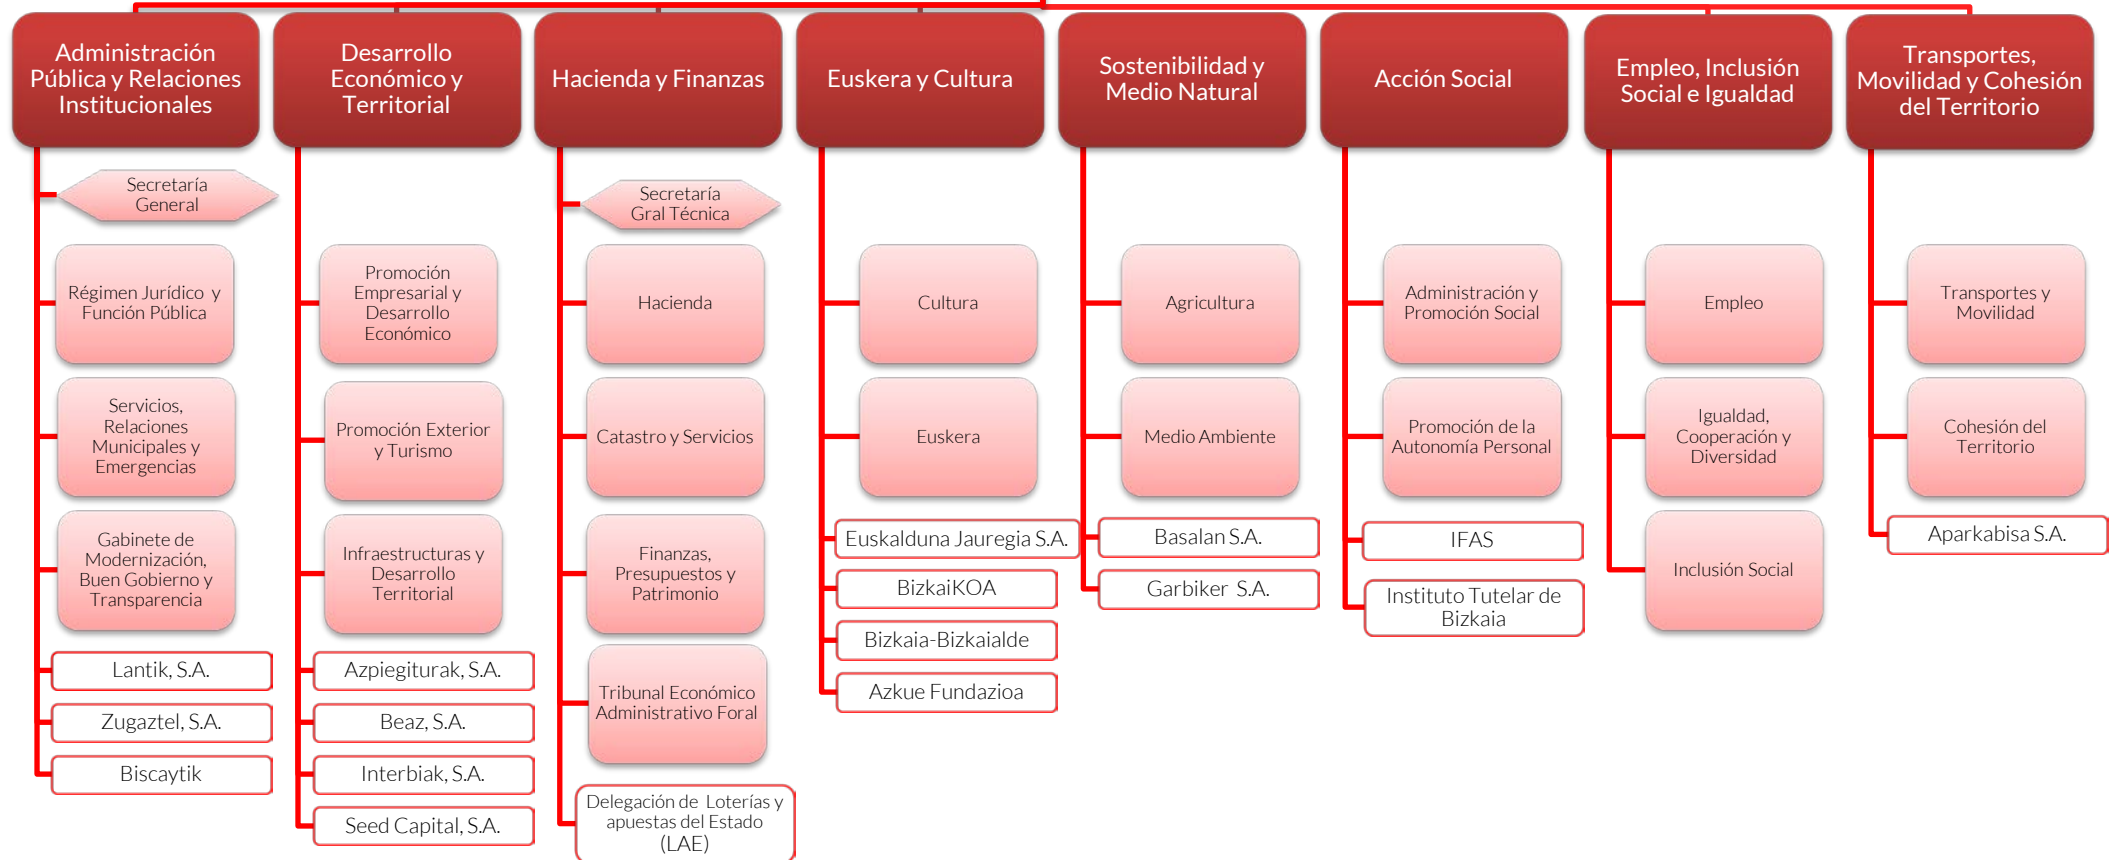 Administración
Pública y Relaciones
Institucionales
Secretaría
General
Régimen Jurídico y
Función Pública
Servicios,
Relaciones
Municipales y
Emergencias
Gabinete de
Modernización,
Buen Gobierno y
Transparencia
Lantik, S.A.
Zugaztel, S.A.
Biscaytik
Desarrollo
Económico y
Territorial
Promoción
Empresarial y
Desarrollo
Económico
Promoción Exterior
y Turismo
Infraestructuras y
Desarrollo
Territorial
Azpiegiturak, S.A.
Beaz, S.A.
Interbiak, S.A.
Seed Capital, S.A.
Hacienda y Finanzas
Secretaría
Gral Técnica
Hacienda
Catastro y Servicios
Finanzas,
Presupuestos y
Patrimonio
Tribunal Económico
Administrativo Foral
Delegación de Loterías y
apuestas del Estado
(LAE)
Euskera y Cultura
Cultura
Euskera
Euskalduna Jauregia S.A.
BizkaiKOA
Bizkaia-Bizkaialde
Azkue Fundazioa
Sostenibilidad y
Medio Natural
Agricultura
Medio Ambiente
Basalan S.A.
Garbiker S.A.
Acción Social
Administración y
Promoción Social
Promoción de la
Autonomía Personal
IFAS
Instituto Tutelar de
Bizkaia
Empleo, Inclusión
Social e Igualdad
Empleo
Igualdad,
Cooperación y
Diversidad
Inclusión Social
Transportes,
Movilidad y Cohesión
del Territorio
Transportes y
Movilidad
Cohesión del
Territorio
Aparkabisa S.A.